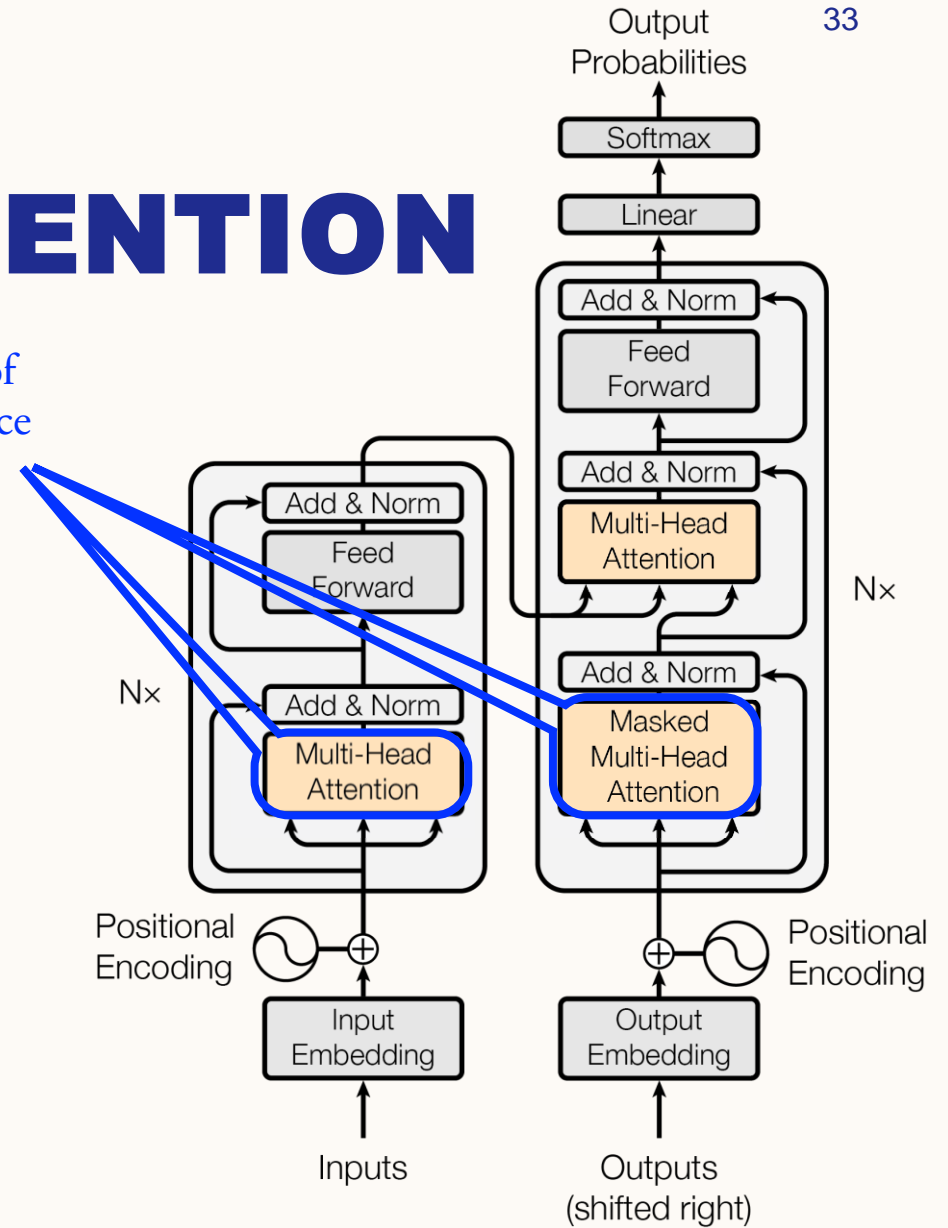 33
ENTION
of
ce
Output
Probabilities
Softmax
Linear
Add & Norm
Feed
Forward
Add & Norm
Multi-Head
Attention
Nx
Add & Norm
Masked
Multi-Head
Attention
Add & Norm
Feed
Forward
Nx
Add & Norm
Multi-Head
Attention
Positional
Encoding
Positional
Encoding
Input
Embedding
Output
Embedding
Inputs
Outputs
(shifted right)